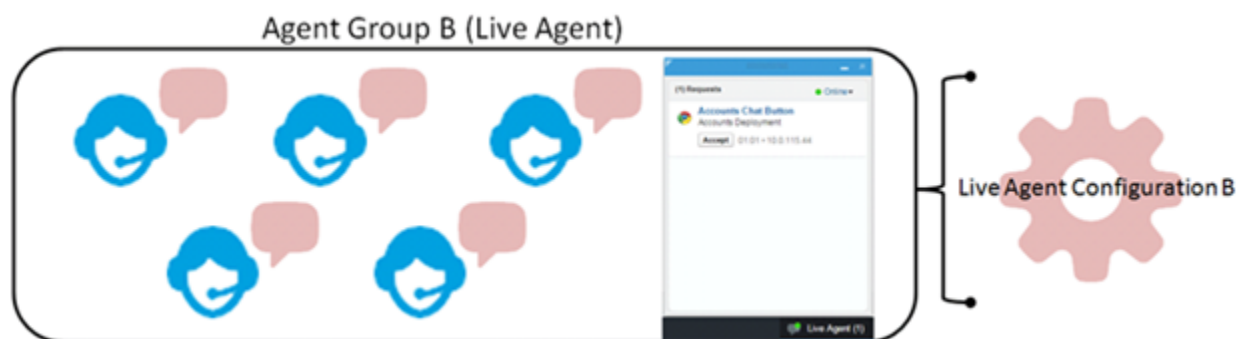 Agent Group B (Live Agent)
(1) Requests
Online
Accounts Chat Button
Accounts Deployment
Accept 01:01 • 10.0.115.44
Live Agent (1)
Live Agent Configuration B